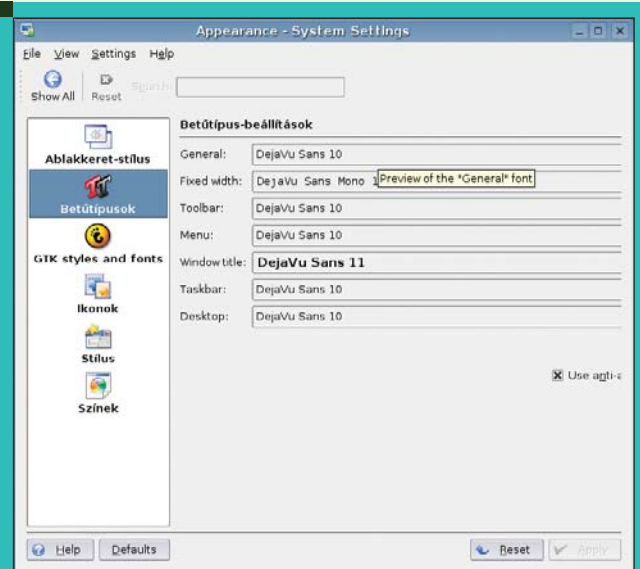 Appearance - System Settings
File View Settings Help
Show All Reset Search:
Ablakkeret-stílus
Betűtípusok
GTK styles and fonts
Ikonok
Stílus
Színek
Betűtípus-beállítások
General: DejaVu Sans 10
Fixed width: DejaVu Sans Mono 1
Preview of the "General" font
Toolbar: DejaVu Sans 10
Menu: DejaVu Sans 10
Window title: DejaVu Sans 11
Taskbar: DejaVu Sans 10
Desktop: DejaVu Sans 10
Use anti-a
Help Defaults Reset Apply